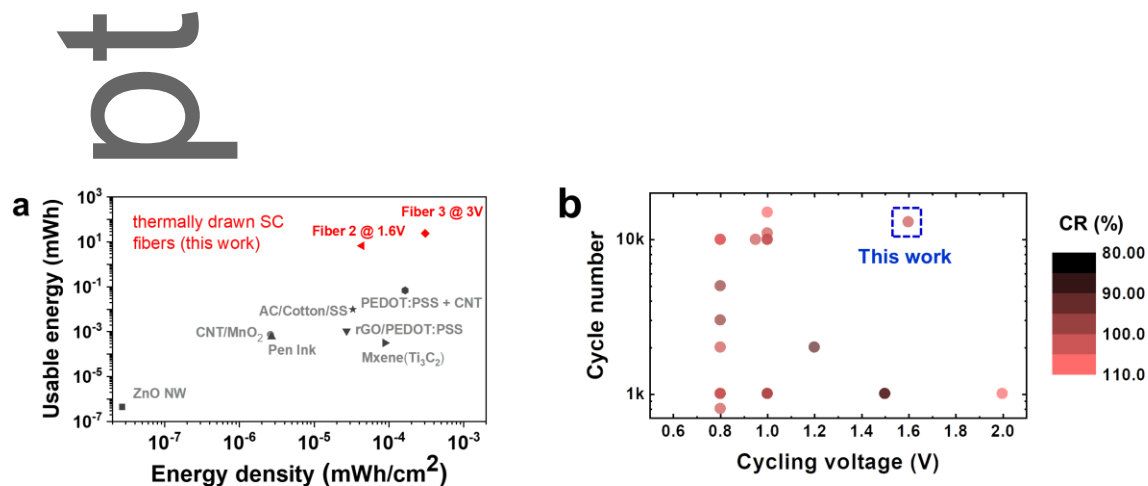 pt
a
10³
10¹
10⁻¹
10⁻³
10⁻⁵
10⁻⁷
Usable energy (mWh)
thermally drawn SC
fibers (this work)
Fiber 3 @ 3V
Fiber 2 @ 1.6V
PEDOT:PSS + CNT
AC/Cotton/SS
CNT/MnO₂
rGO/PEDOT:PSS
Pen Ink
Mxene(Ti₃C₂)
ZnO NW
10⁻⁷ 10⁻⁶ 10⁻⁵ 10⁻⁴ 10⁻³
Energy density (mWh/cm²)
b
Cycle number
10k
1k
This work
0.6 0.8 1.0 1.2 1.4 1.6 1.8 2.0
Cycling voltage (V)
CR (%)
80.00
90.00
100.0
110.0